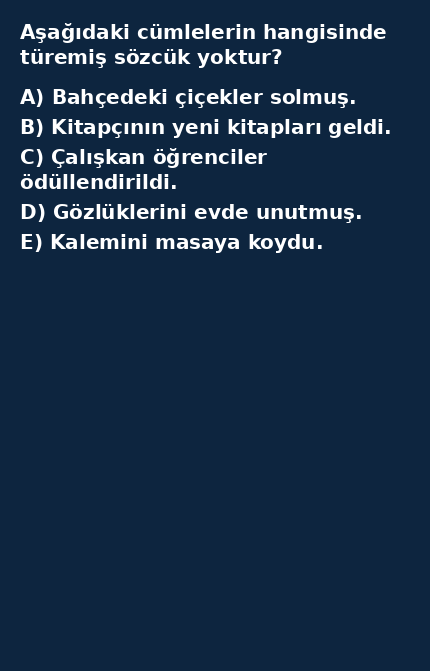 Aşağıdaki cümlelerin hangisinde
türemiş sözcük yoktur?
A) Bahçedeki çiçekler solmuş.
B) Kitapçının yeni kitapları geldi.
C) Çalışkan öğrenciler
ödüllendirildi.
D) Gözlüklerini evde unutmuş.
E) Kalemini masaya koydu.